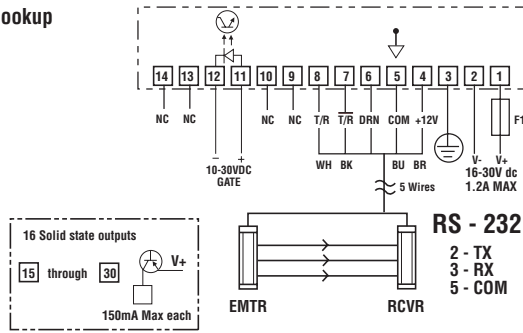 ookup
14 13 12 11 10 9 8 7 6 5 4 3 2 1
NC NC NC NC T/R T/R DRN COM +12V F1
– +
10-30VDC
GATE
WH BK BU BR
V- V+
16-30V dc
1.2A MAX
5 Wires
16 Solid state outputs
15 through 30
V+
150mA Max each
EMTR RCVR
RS - 232
2 - TX
3 - RX
5 - COM